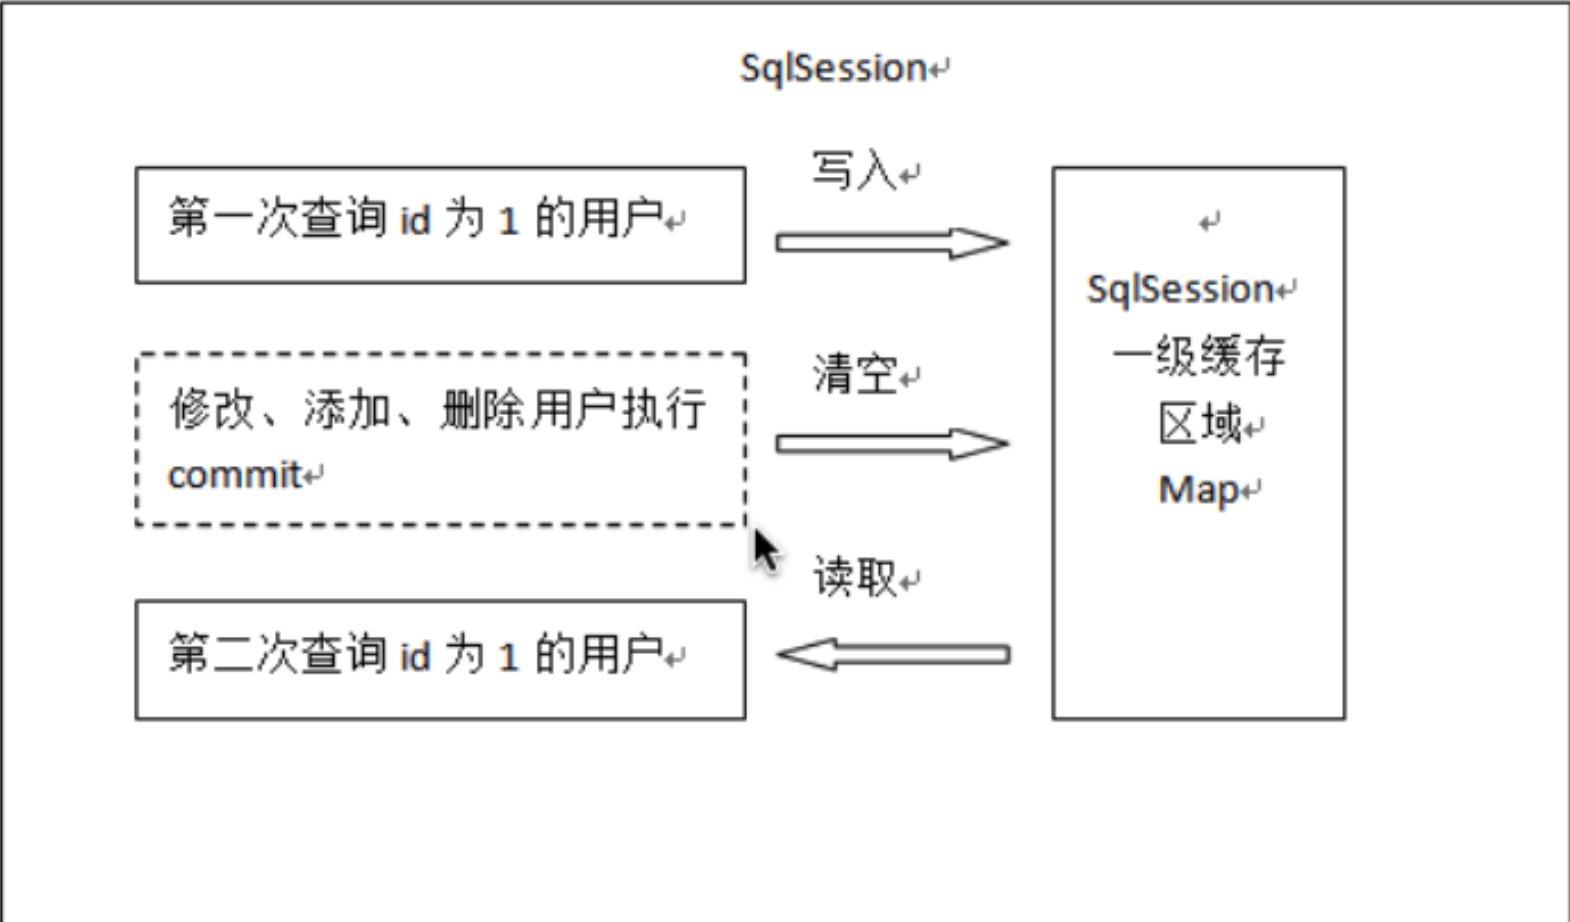 SqlSession
写入
第一次查询 id 为 1 的用户
清空
修改、添加、删除用户执行
commit
读取
第二次查询 id 为 1 的用户
SqlSession
一级缓存
区域
Map